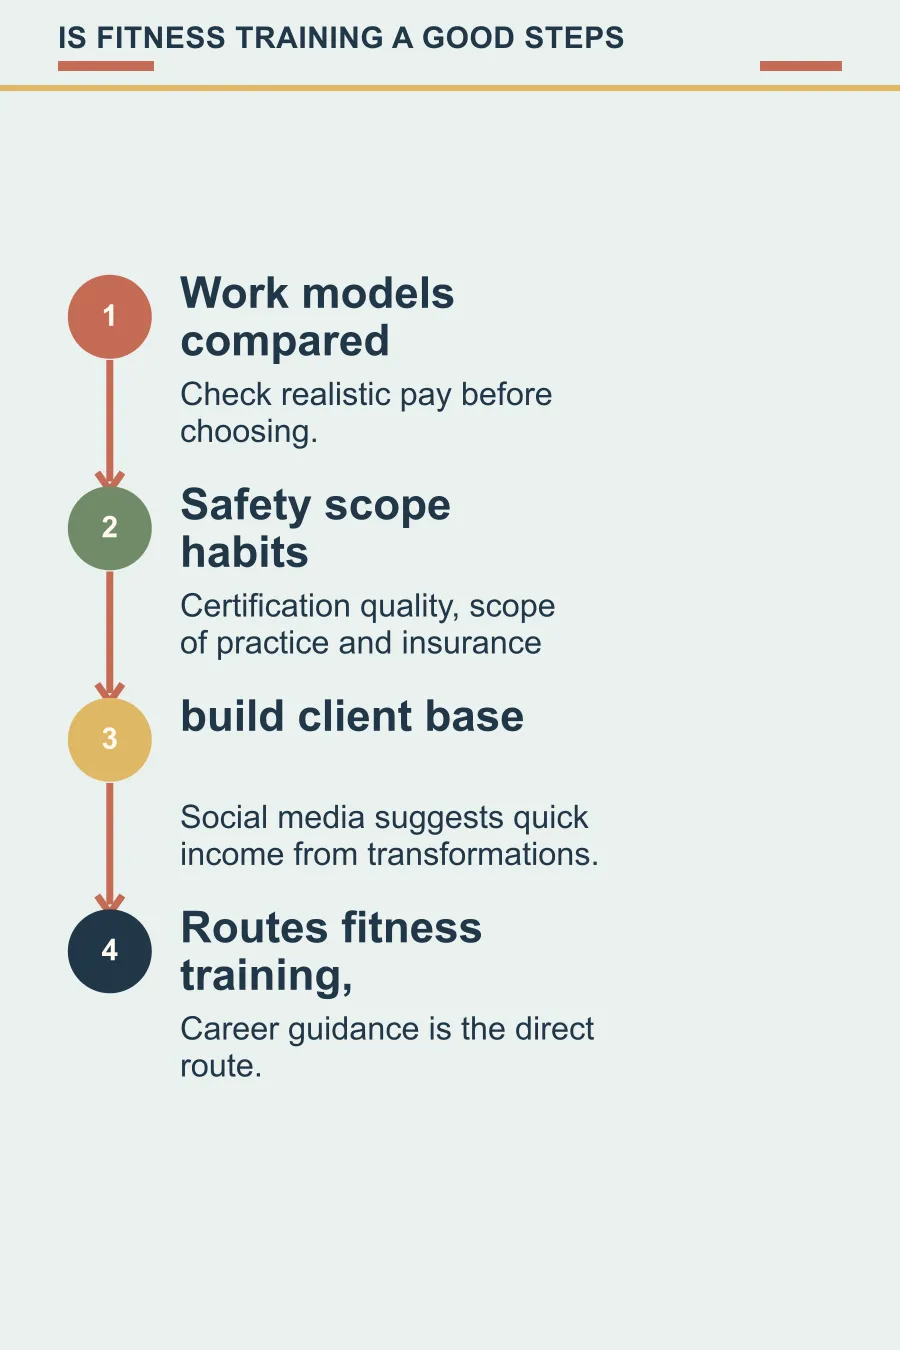 IS FITNESS TRAINING A GOOD STEPS
1
Work models
compared
Check realistic pay before
choosing.
2
Safety scope
habits
Certification quality, scope
of practice and insurance
3
build client base
Social media suggests quick
income from transformations.
4
Routes fitness
training,
Career guidance is the direct
route.